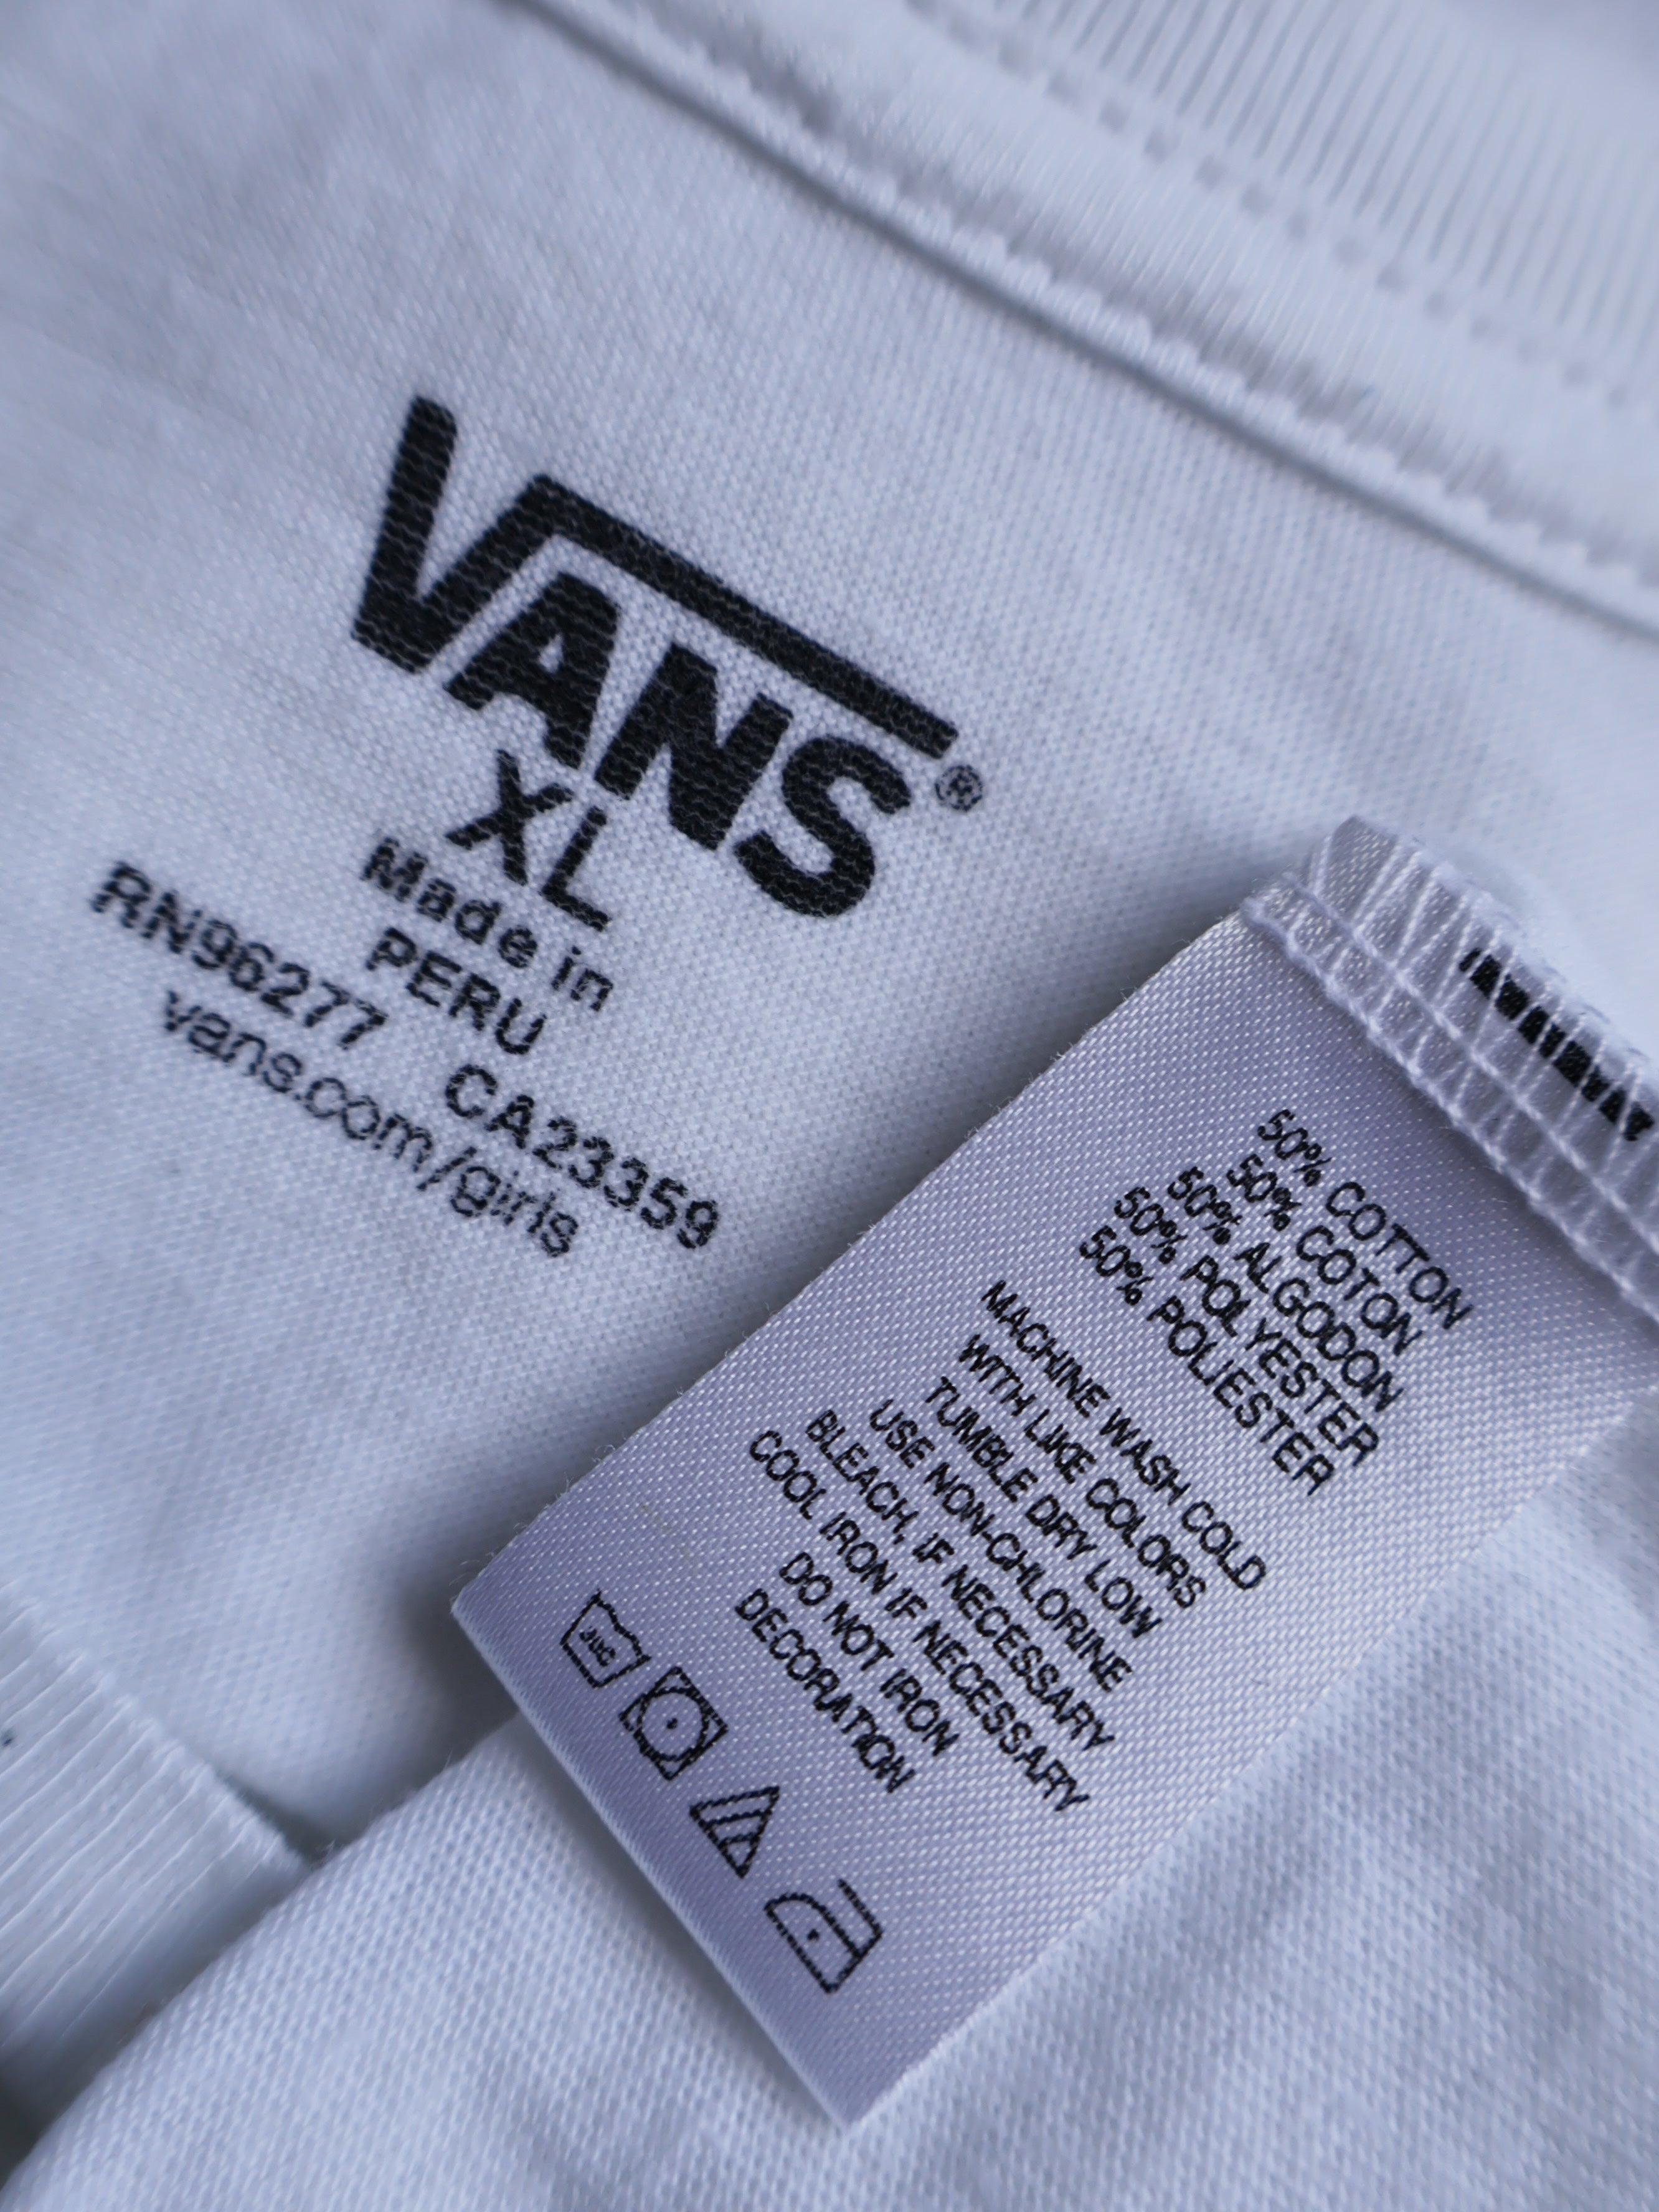 VANS®
XL
Made in
PERU
RN96277 CA23359
vans.com/girls
50% COTTON
50% COTON
50% ALGODON
50% POLYESTER
50% POLIESTER
MACHINE WASH COLD
WITH LIKE COLORS
TUMBLE DRY LOW
USE NON-CHLORINE
BLEACH, IF NECESSARY
COOL IRON IF NECESSARY
DO NOT IRON
DECORATION